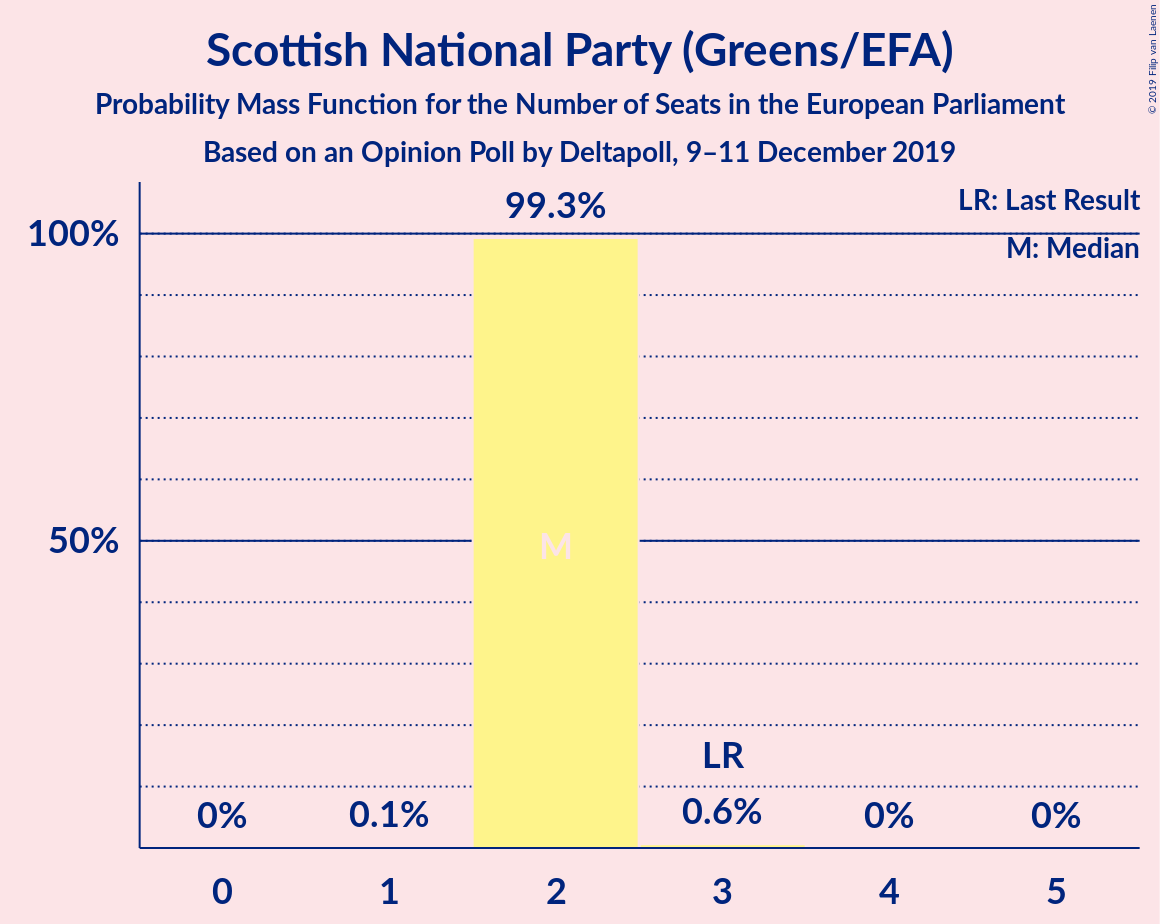 Scottish National Party (Greens/EFA)
Probability Mass Function for the Number of Seats in the European Parliament
Based on an Opinion Poll by Deltapoll, 9–11 December 2019
© 2019 Filip van Laenen
LR: Last Result
M: Median
99.3%
100%
50%
M
LR
0% 0.1% 0.6% 0% 0%
0 1 2 3 4 5